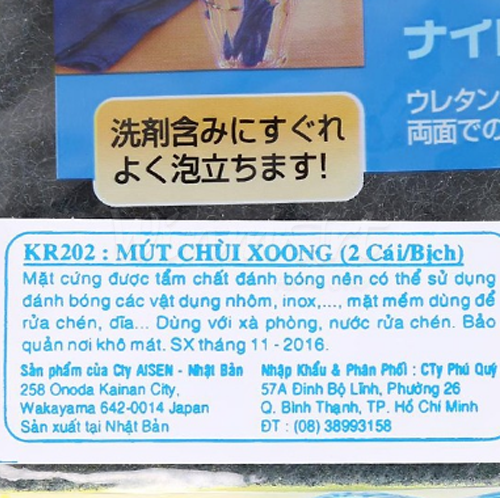 ナイ
ウレタン
両面での
洗剤含みにすぐれ
よく泡立ちます!
KR202 : MÚT CHÙI XOONG (2 Cái/Bịch)
Mặt cứng được tẩm chất đánh bóng nên có thể sử dụng
đánh bóng các vật dụng nhôm, inox,..., mặt mềm dùng để
rửa chén, dĩa... Dùng với xà phòng, nước rửa chén. Bảo
quản nơi khô mát. SX tháng 11 - 2016.
Sản phẩm của Cty AISEN - Nhật Bản
258 Onoda Kainan City,
Wakayama 642-0014 Japan
Sản xuất tại Nhật Bản
Nhập Khẩu & Phân Phối : CTy Phú Quý
57A Đinh Bộ Lĩnh, Phường 26
Q. Bình Thạnh, TP. Hồ Chí Minh
ĐT : (08) 38993158